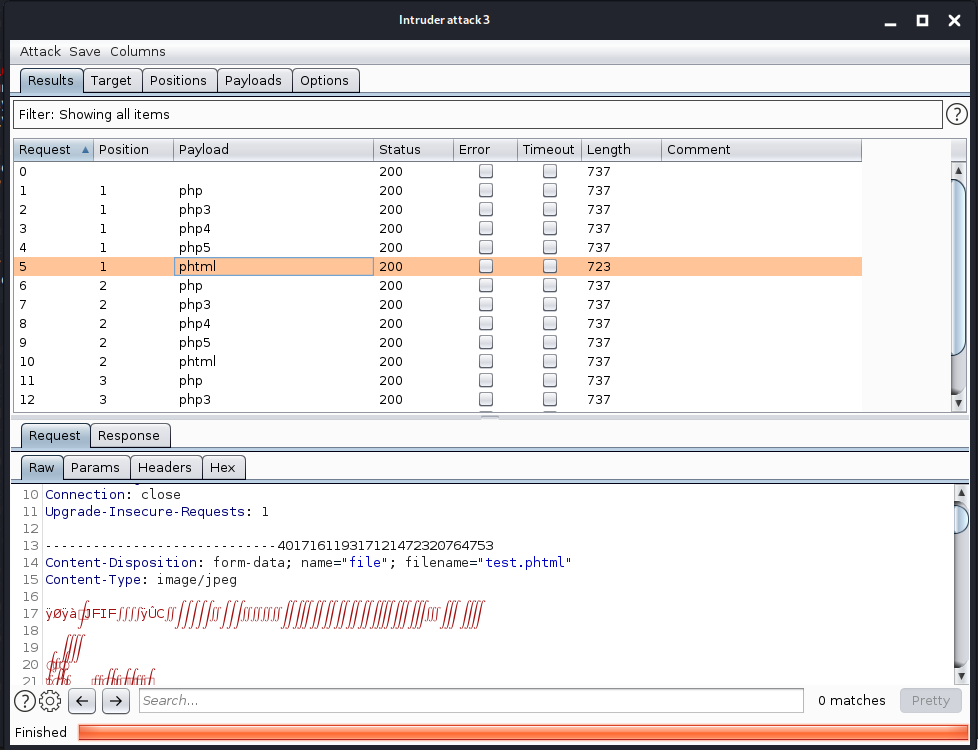 Intruder attack 3
Attack Save Columns
Results Target Positions Payloads Options
Filter: Showing all items ?
Request Position Payload Status Error Timeout Length Comment
0 200 737
1 1 php 200 737
2 1 php3 200 737
3 1 php4 200 737
4 1 php5 200 737
5 1 phtml 200 723
6 2 php 200 737
7 2 php3 200 737
8 2 php4 200 737
9 2 php5 200 737
10 2 phtml 200 737
11 3 php 200 737
12 3 php3 200 737
Request Response
Raw Params Headers Hex
10 Connection: close
11 Upgrade-Insecure-Requests: 1
12
13 -----------------------------401716119317121472320764753
14 Content-Disposition: form-data; name="file"; filename="test.phtml"
15 Content-Type: image/jpeg
16
17 ÿØÿà JFIF ÿÛC
18
19
20
21
? Search... 0 matches Pretty
Finished